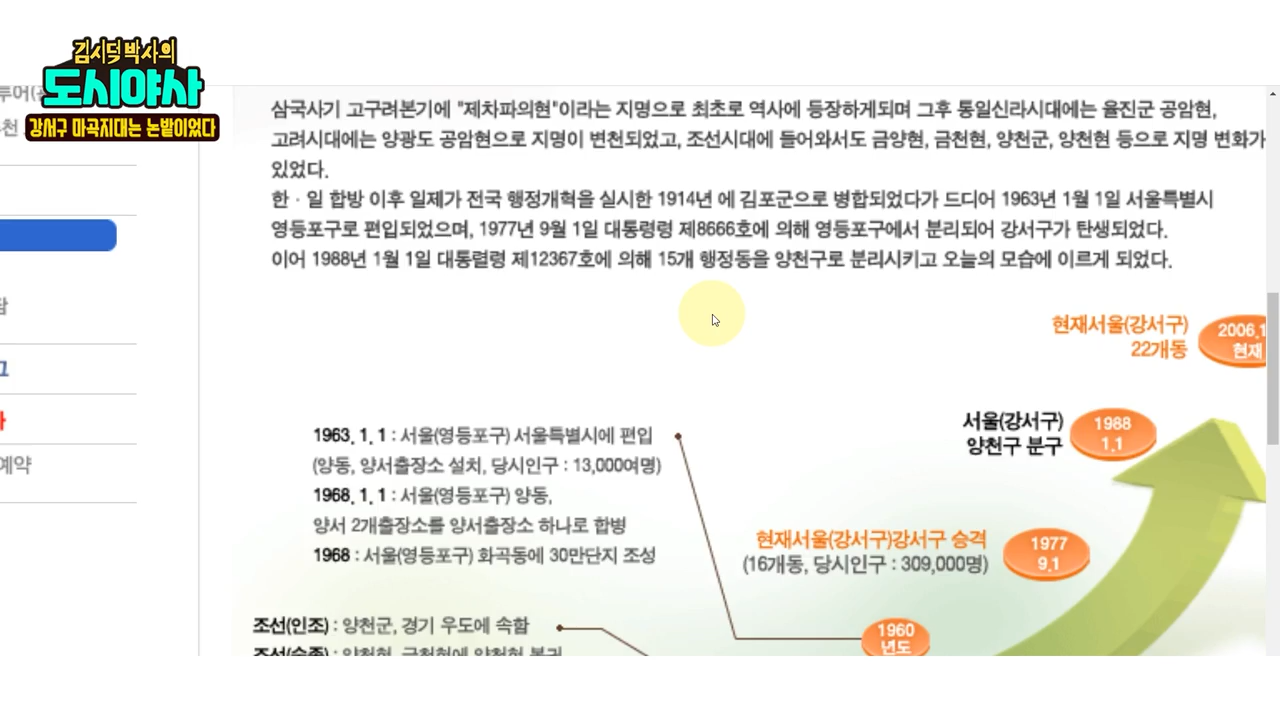 김시덕박사의
도시야사
강서구 마곡지대는 논밭이었다
삼국사기 고구려본기에 "제차파의현"이라는 지명으로 최초로 역사에 등장하게되며 그후 통일신라시대에는 율진군 공암현,
고려시대에는 양광도 공암현으로 지명이 변천되었고, 조선시대에 들어와서도 금양현, 금천현, 양천군, 양천현 등으로 지명 변화가
있었다.
한 · 일 합방 이후 일제가 전국 행정개혁을 실시한 1914년 에 김포군으로 병합되었다가 드디어 1963년 1월 1일 서울특별시
영등포구로 편입되었으며, 1977년 9월 1일 대통령령 제8666호에 의해 영등포구에서 분리되어 강서구가 탄생되었다.
이어 1988년 1월 1일 대통렬령 제12367호에 의해 15개 행정동을 양천구로 분리시키고 오늘의 모습에 이르게 되었다.
현재서울(강서구)
22개동
2006.1
현재
서울(강서구)
양천구 분구
1988
1.1
1963. 1. 1 : 서울(영등포구) 서울특별시에 편입
(양동, 양서출장소 설치, 당시인구 : 13,000여명)
1968. 1. 1 : 서울(영등포구) 양동,
양서 2개출장소를 양서출장소 하나로 합병
1968 : 서울(영등포구) 화곡동에 30만단지 조성
현재서울(강서구)강서구 승격
(16개동, 당시인구 : 309,000명)
1977
9.1
1960
년도
조선(인조) : 양천군, 경기 우도에 속함
예약